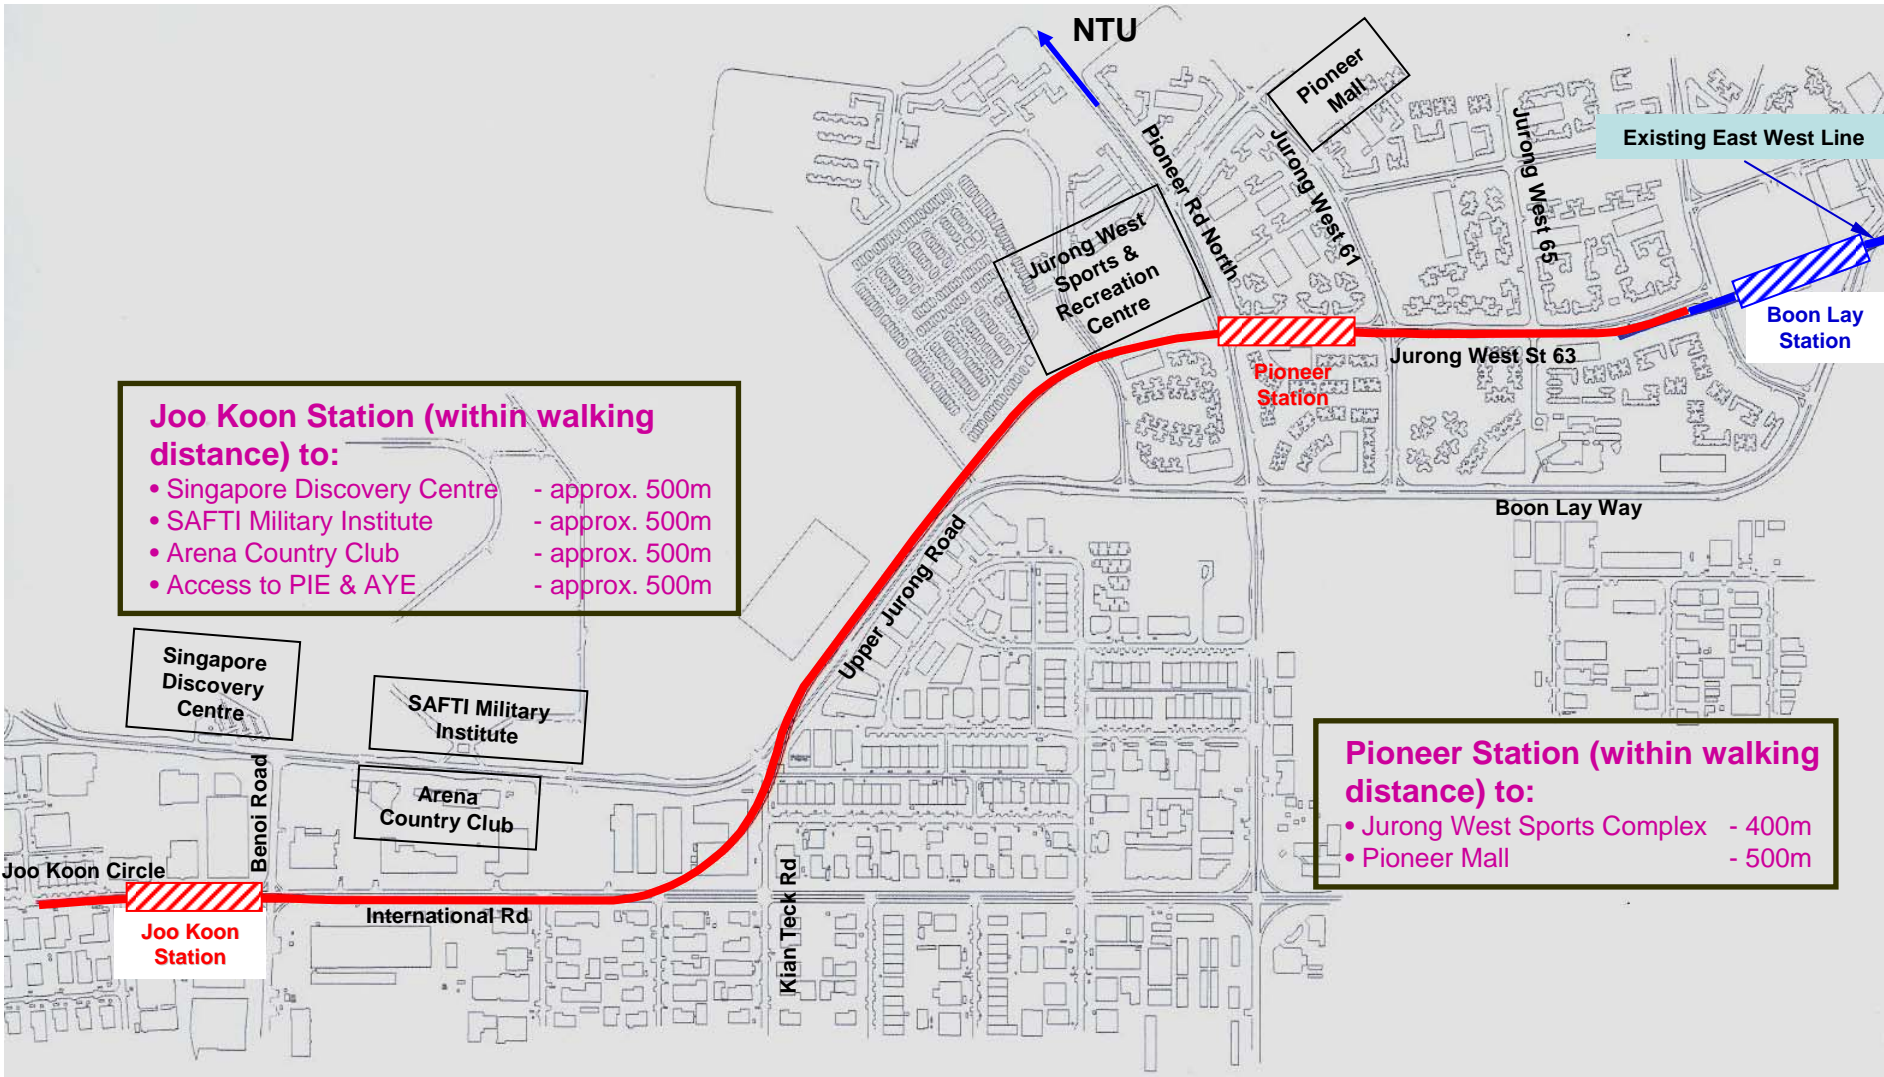 NTU
Pioneer
Mall
Pioneer Rd North
Jurong West 61
Jurong West 65
Existing East West Line
Jurong West
Sports &
Recreation
Centre
Boon Lay
Station
Jurong West St 63
Pioneer
Station
Joo Koon Station (within walking
distance) to:
• Singapore Discovery Centre - approx. 500m
• SAFTI Military Institute - approx. 500m
• Arena Country Club - approx. 500m
• Access to PIE & AYE - approx. 500m
Boon Lay Way
Upper Jurong Road
Singapore
Discovery
Centre
SAFTI Military
Institute
Pioneer Station (within walking
distance) to:
• Jurong West Sports Complex - 400m
• Pioneer Mall - 500m
Benoi Road
Arena
Country Club
Joo Koon Circle
International Rd
Kian Teck Rd
Joo Koon
Station